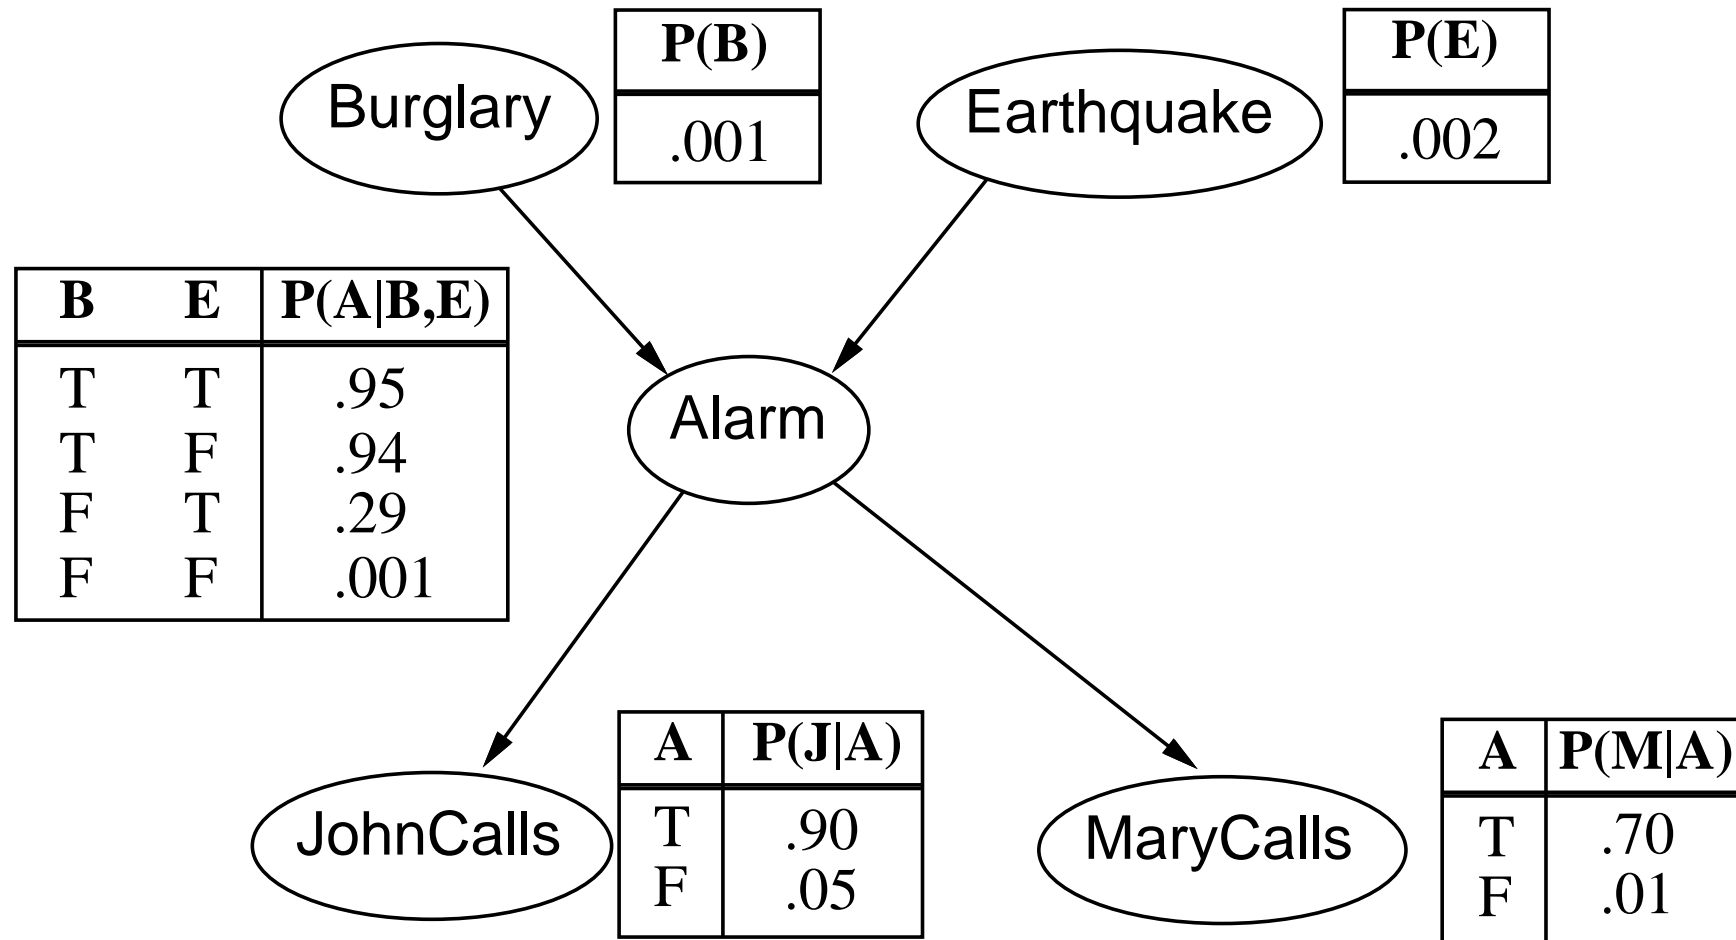 Burglary
P(B)
.001
Earthquake
P(E)
.002
B E P(A|B,E)
T T .95
T F .94
F T .29
F F .001
Alarm
JohnCalls
A P(J|A)
T .90
F .05
MaryCalls
A P(M|A)
T .70
F .01